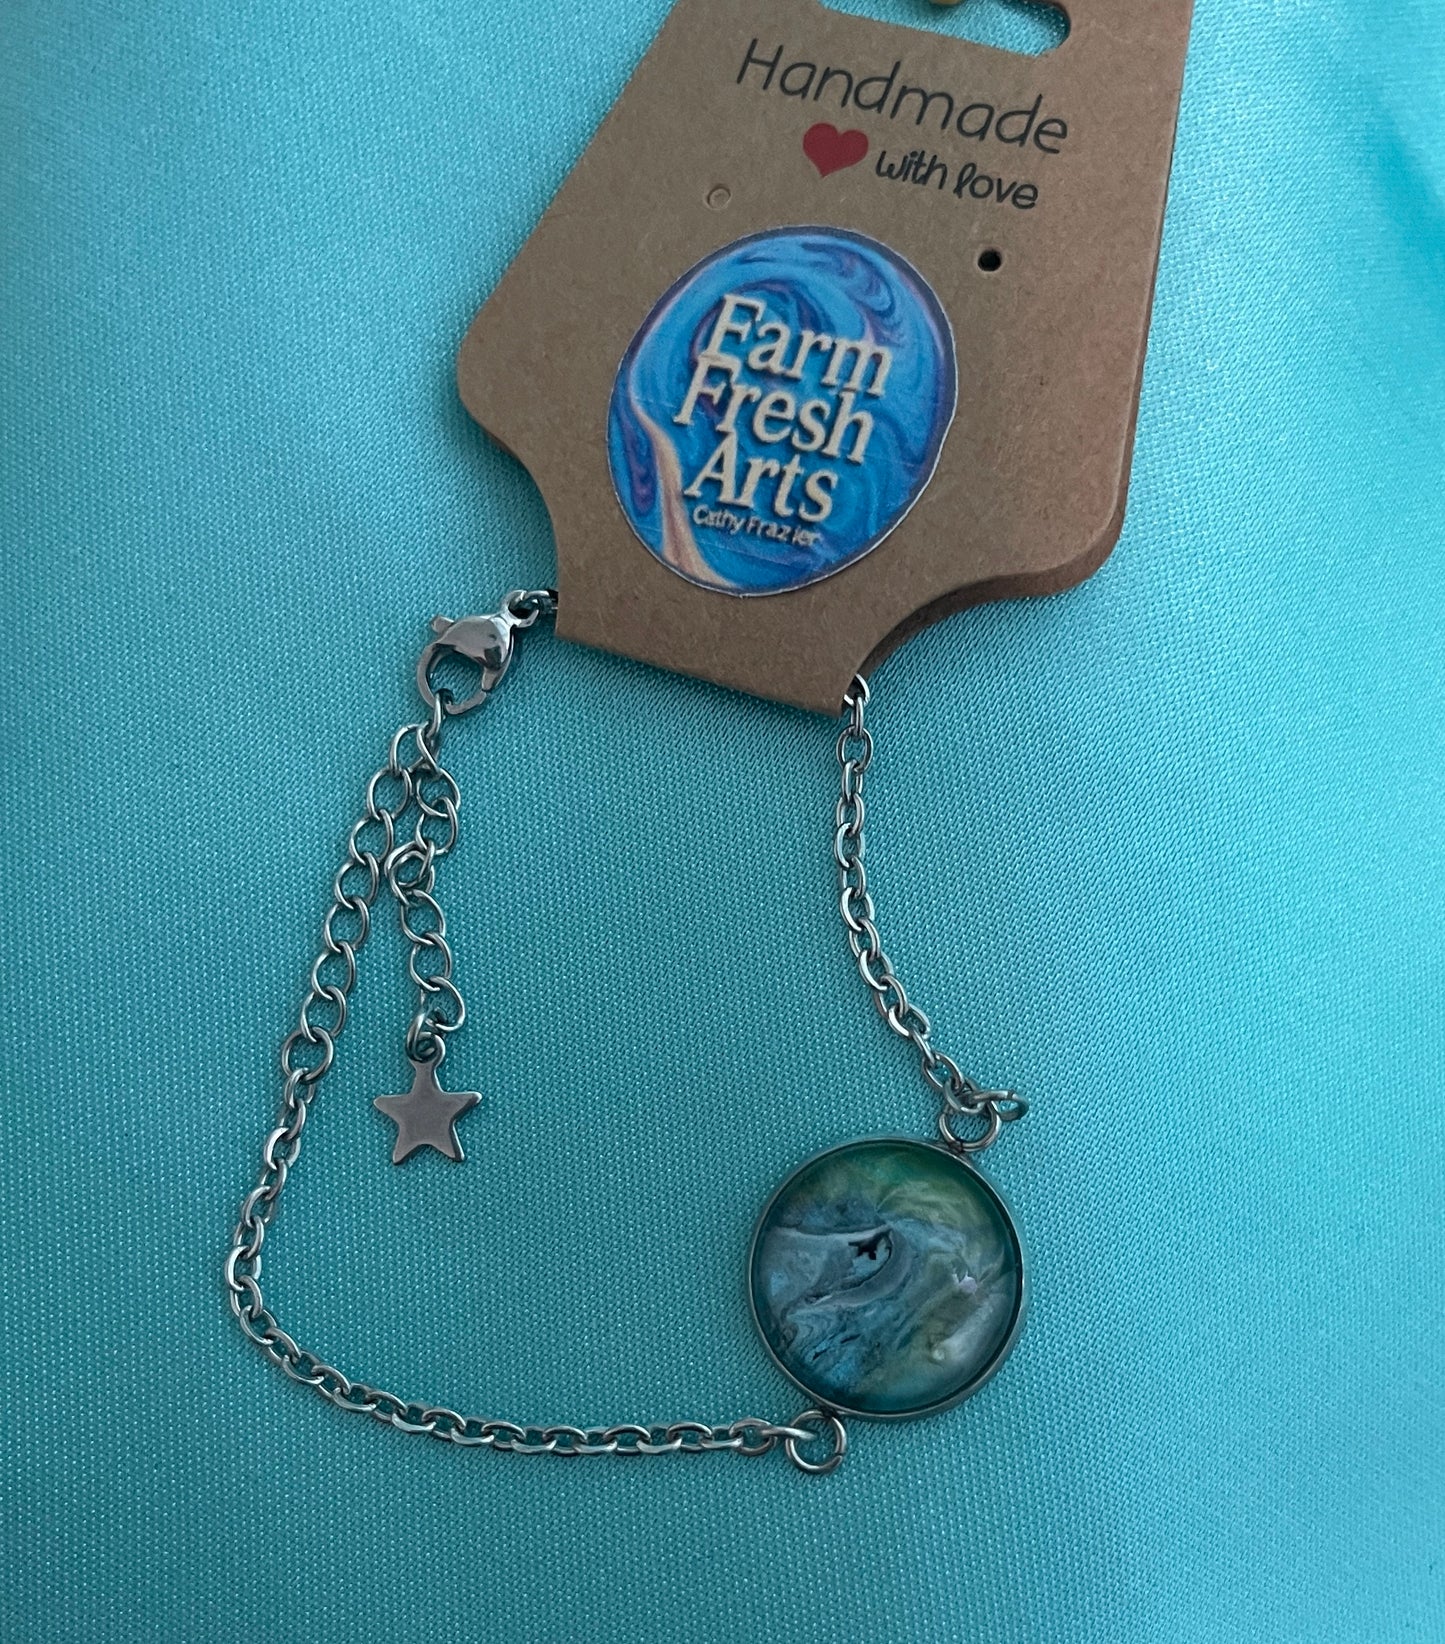 Handmade
with love
Farm
Fresh
Arts
Cathy Frazier